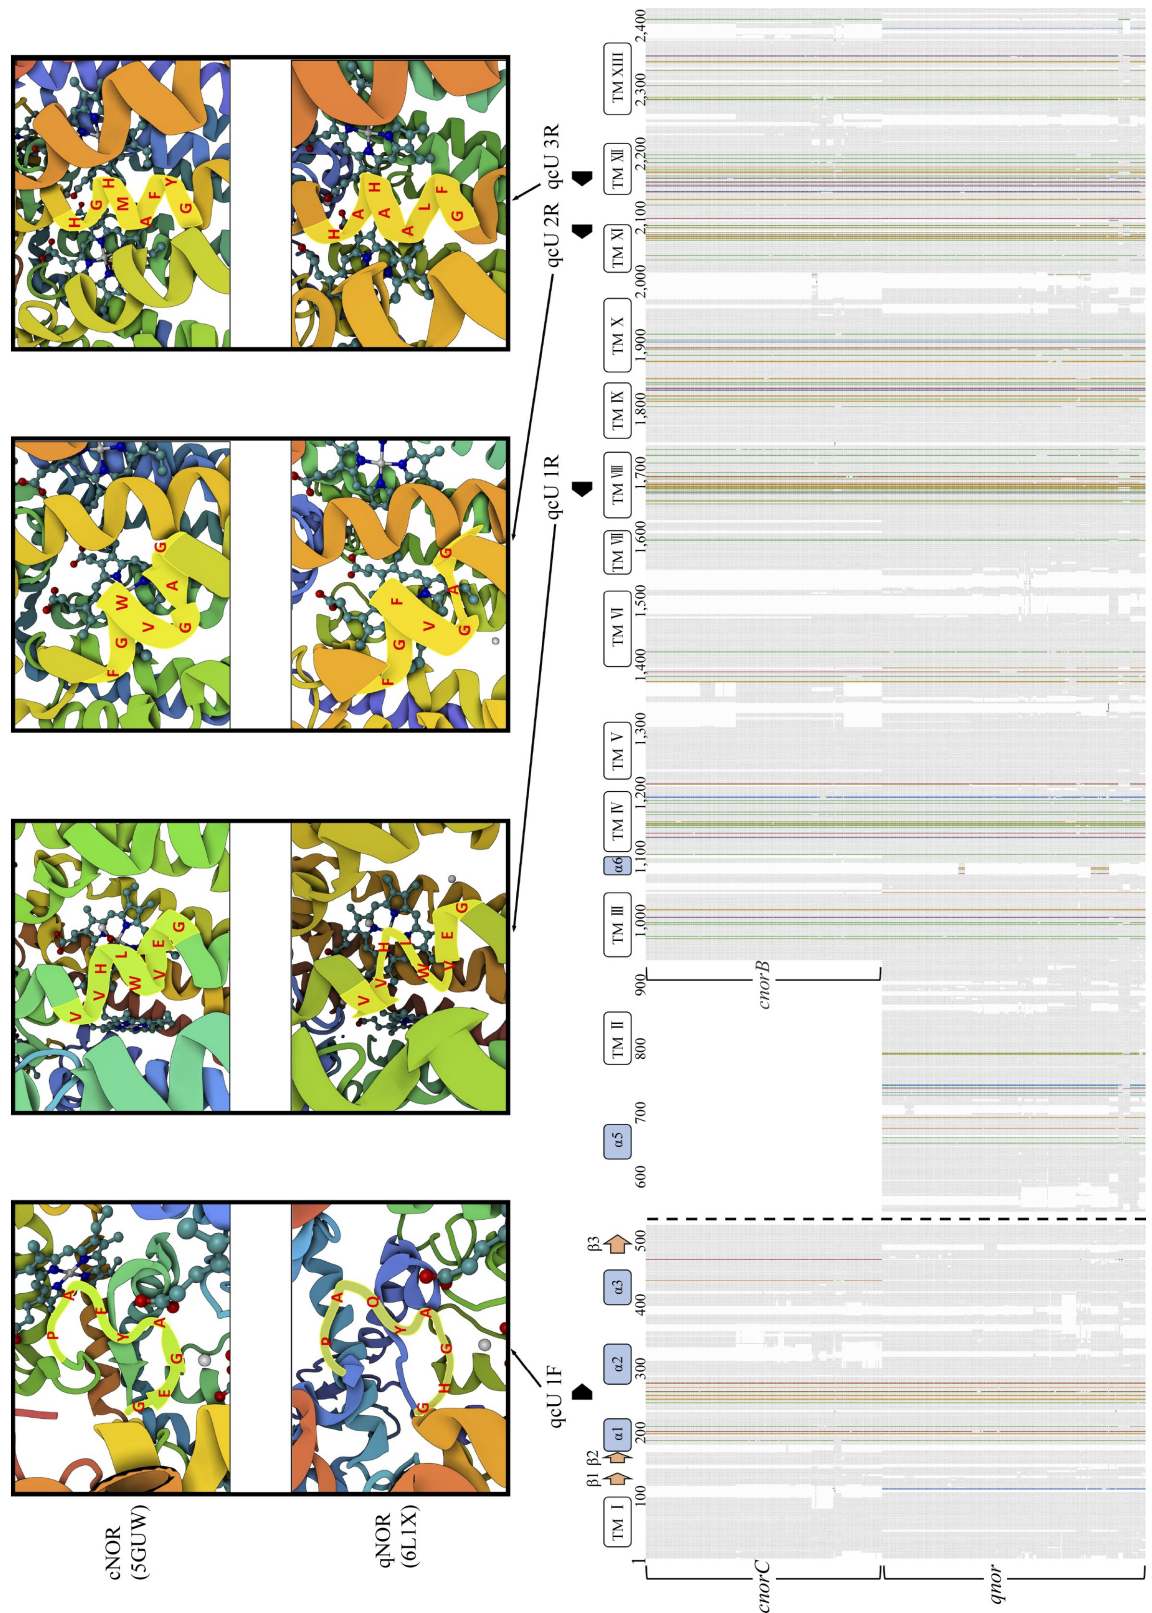 cNOR
(5GUW)
P A F Y A G E G
V V H L W V E G
F G W V G A G
H G H M A F Y G
qNOR
(6L1X)
P A Q Y A G H G
V V H L W V E G
F G F V G A G
H A H A L F G
qcU 1F
qcU 1R
qcU 2R
qcU 3R
TM I β1 β2 α1 α2 α3 β3 α5 TM II TM III α6 TM IV TM V TM VI TM VII TM VIII TM IX TM X TM XI TM XII TM XIII
1 100 200 300 400 500 600 700 800 900 1,000 1,100 1,200 1,300 1,400 1,500 1,600 1,700 1,800 1,900 2,000 2,100 2,200 2,300 2,400
cnorC
cnorB
qnor